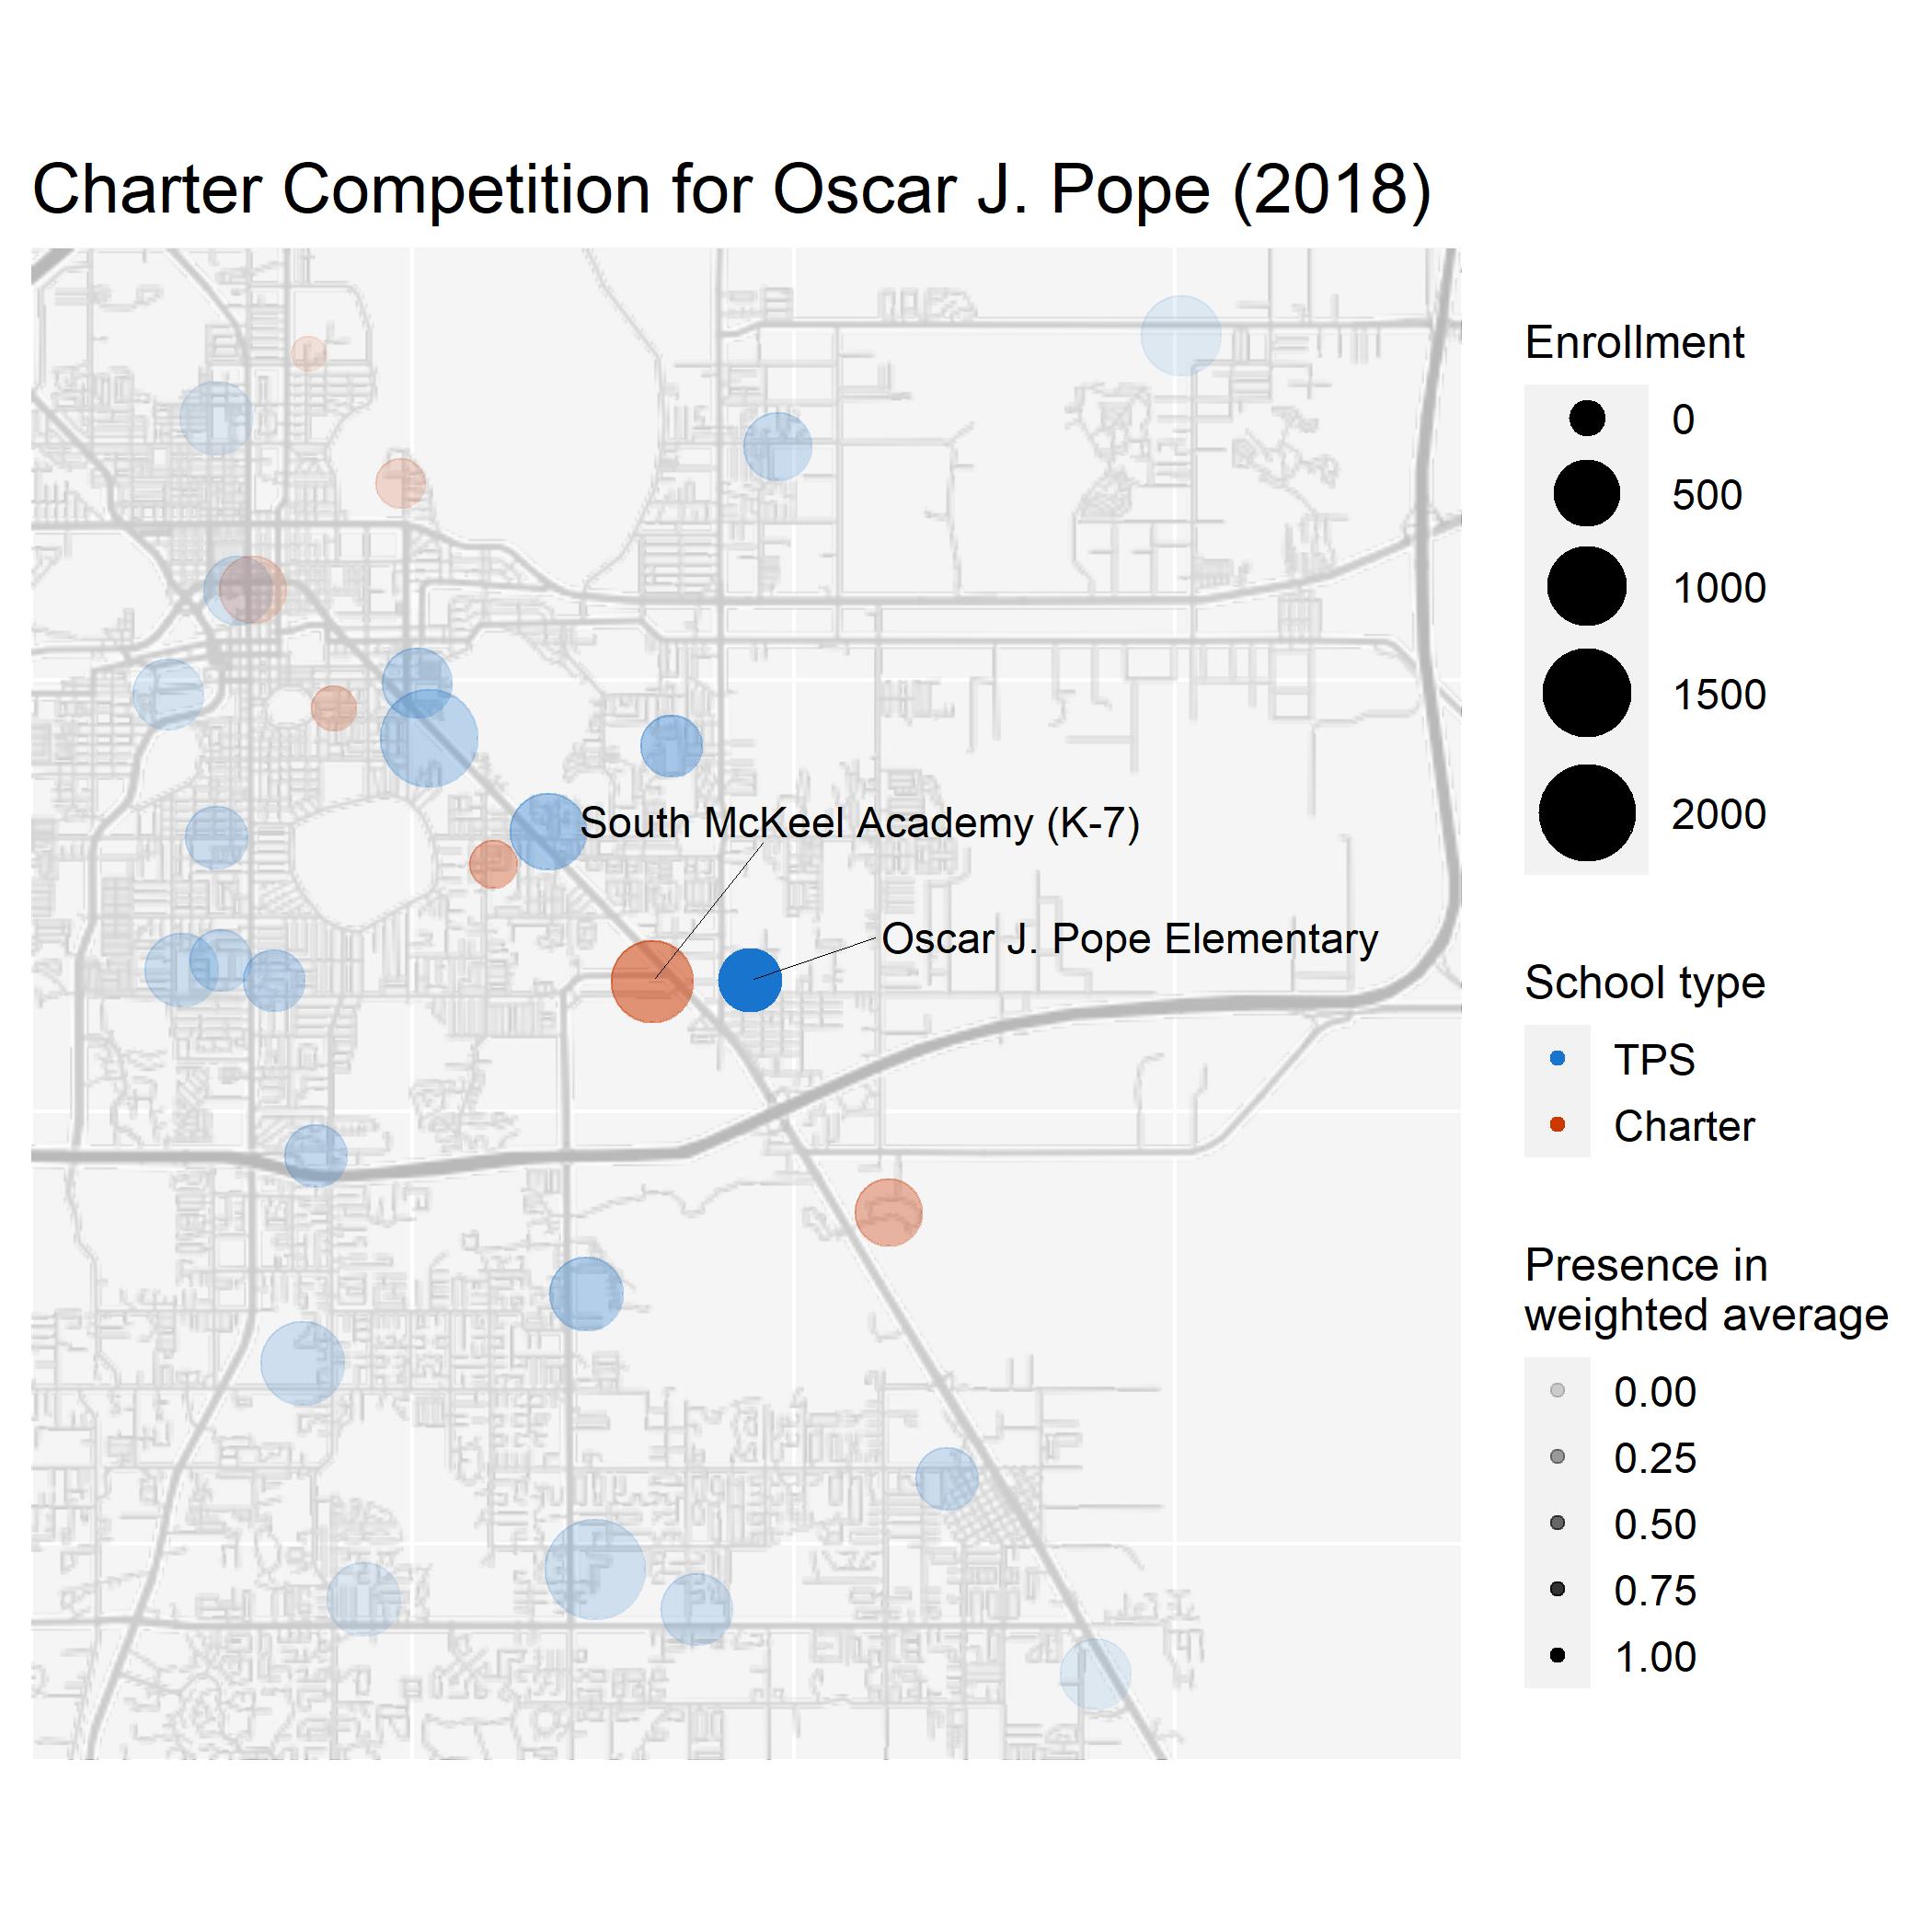 Charter Competition for Oscar J. Pope (2018)
South McKeel Academy (K-7)
Oscar J. Pope Elementary
Enrollment
0
500
1000
1500
2000
School type
TPS
Charter
Presence in
weighted average
0.00
0.25
0.50
0.75
1.00